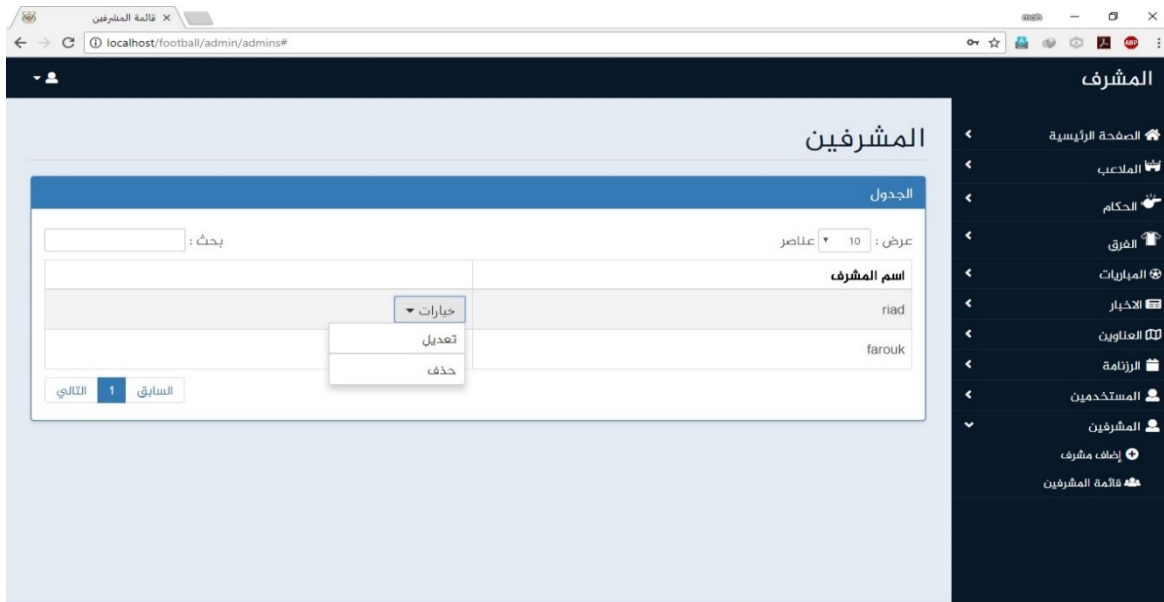 قائمة المشرفين
localhost/football/admin/admins#
ABP
المشرف
الصفحة الرئيسية
الملاعب
الحكام
الفرق
المباريات
الاخبار
العناوين
الرزنامة
المستخدمين
المشرفين
إضاف مشرف
قائمة المشرفين
المشرفين
الجدول
عرض : 10 عناصر
بحث :
اسم المشرف
riad
خيارات
تعديل
حذف
farouk
السابق 1 التالي